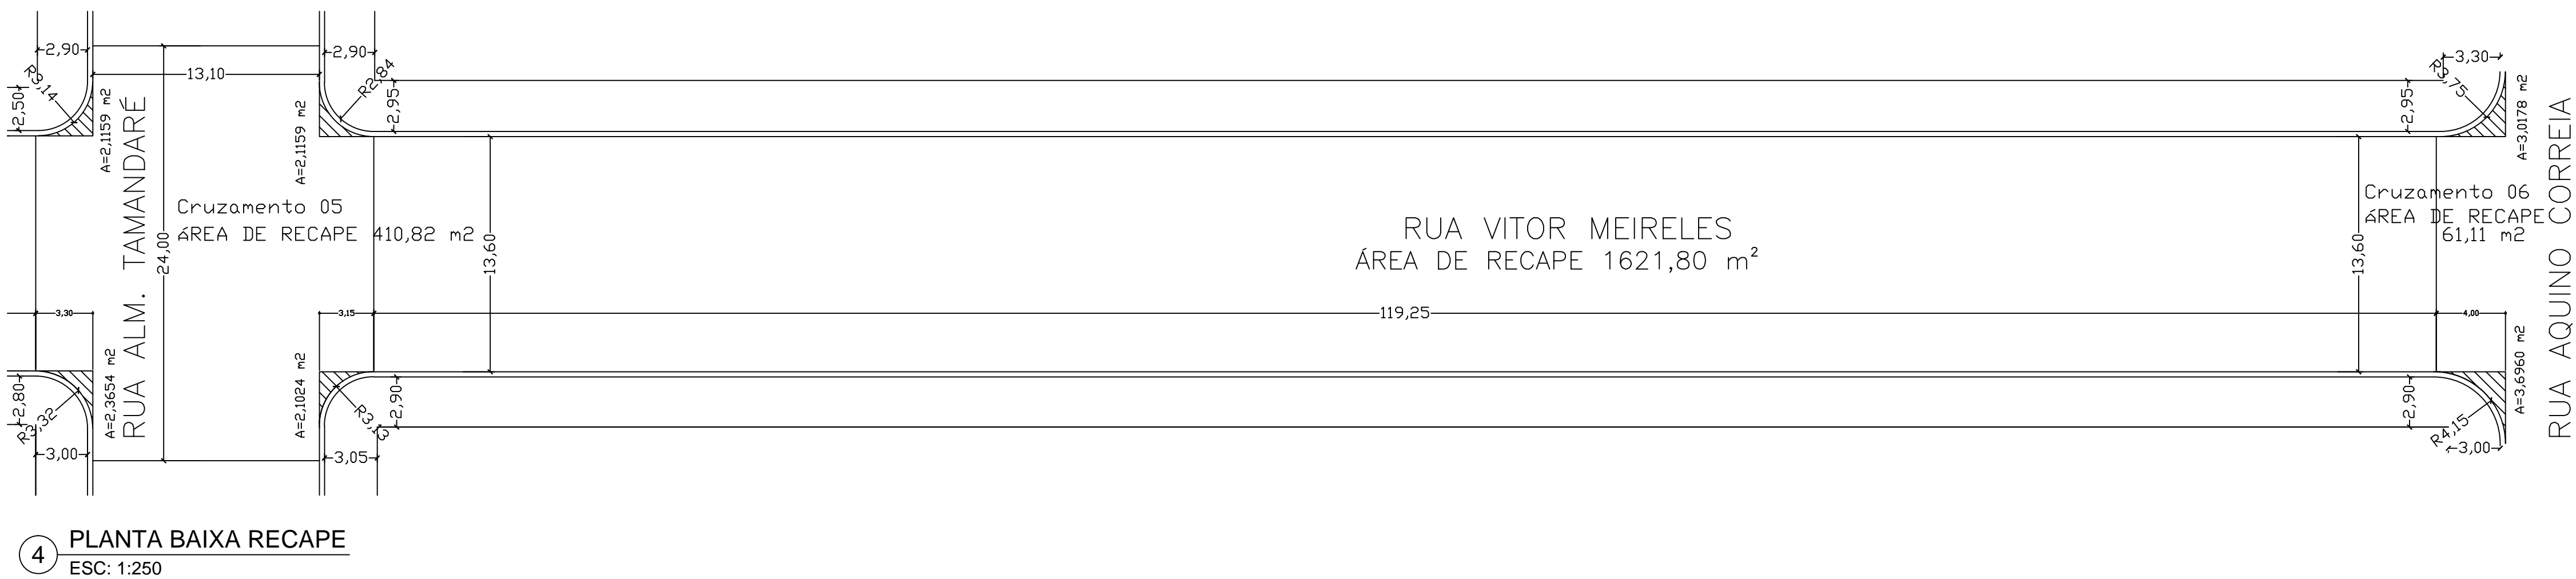 2,90
2,90
3,30
R3,14
13,10
R2,84
R3,75
2,50
2,95
2,95
A=2,1159 m2
A=2,1159 m2
A=3,0178 m2
RUA ALM. TAMANDARÉ
RUA AQUINO CORREIA
Cruzamento 05
ÁREA DE RECAPE 410,82 m2
24,00
13,60
RUA VITOR MEIRELES
ÁREA DE RECAPE 1621,80 m²
13,60
Cruzamento 06
ÁREA DE RECAPE
61,11 m2
3,30
3,15
119,25
4,00
A=2,3654 m2
A=2,1024 m2
A=3,6960 m2
2,80
2,90
2,90
R3,32
R3,13
R4,15
3,00
3,05
3,00
4
PLANTA BAIXA RECAPE
ESC: 1:250